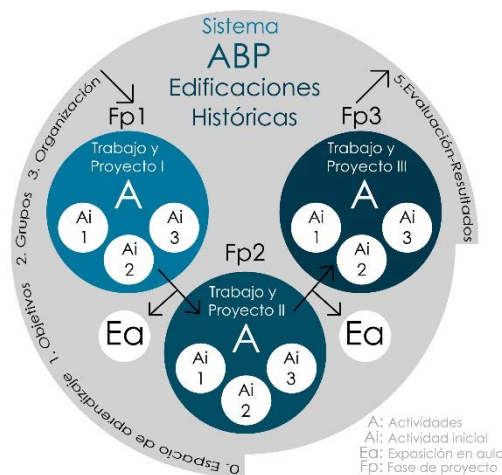 Sistema
ABP
Edificaciones
Históricas
0. Espacio de aprendizaje 1. Objetivos 2. Grupos 3. Organización
Fp1
Trabajo y
Proyecto I
A
Ai
1
Ai
2
Ai
3
Ea
Fp2
Trabajo y
Proyecto II
A
Ai
1
Ai
2
Ai
3
Fp3
Trabajo y
Proyecto III
A
Ai
1
Ai
2
Ai
3
Ea
5.Evaluación-Resultados
A: Actividades
Ai: Actividad inicial
Ea: Exposición en aula
Fp: Fase de proyecto